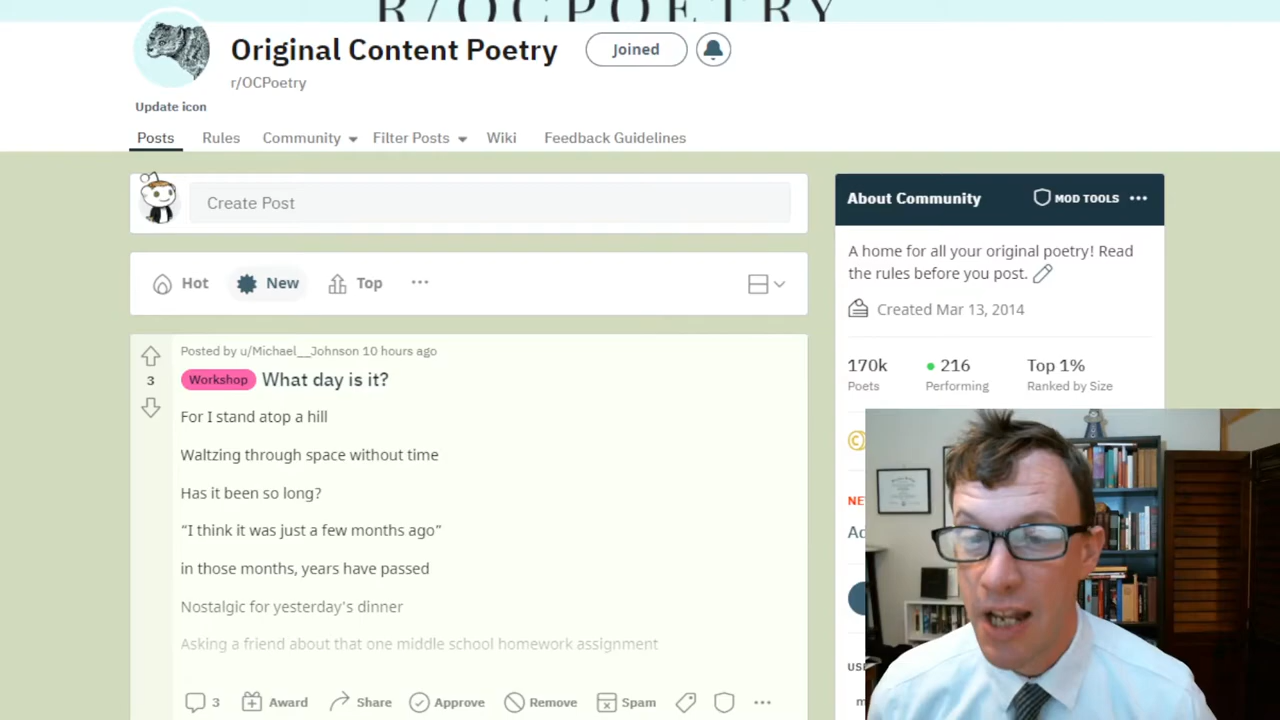 R/OCPOETRY
Original Content Poetry
Joined
r/OCPoetry
Update icon
Posts
Rules
Community
Filter Posts
Wiki
Feedback Guidelines
Create Post
Hot
New
Top
Posted by u/Michael__Johnson 10 hours ago
3
Workshop
What day is it?
For I stand atop a hill
Waltzing through space without time
Has it been so long?
“I think it was just a few months ago”
in those months, years have passed
Nostalgic for yesterday's dinner
Asking a friend about that one middle school homework assignment
3
Award
Share
Approve
Remove
Spam
About Community
MOD TOOLS
A home for all your original poetry! Read
the rules before you post.
Created Mar 13, 2014
170k
Poets
216
Performing
Top 1%
Ranked by Size